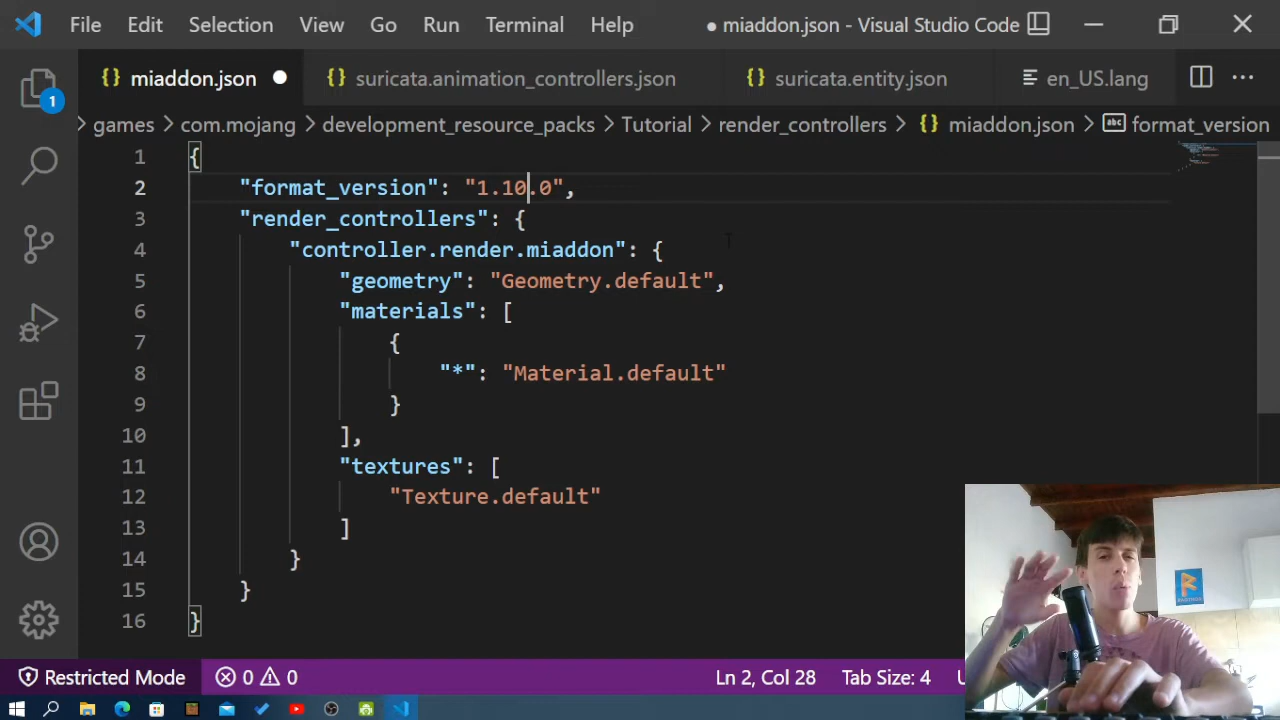 File Edit Selection View Go Run Terminal Help ● miaddon.json - Visual Studio Code
{} miaddon.json ● {} suricata.animation_controllers.json {} suricata.entity.json en_US.lang ...
1
> games > com.mojang > development_resource_packs > Tutorial > render_controllers > {} miaddon.json > abc format_version
1 {
2 "format_version": "1.10.0",
3 "render_controllers": {
4 "controller.render.miaddon": {
5 "geometry": "Geometry.default",
6 "materials": [
7 {
8 "*": "Material.default"
9 }
10 ],
11 "textures": [
12 "Texture.default"
13 ]
14 }
15 }
16 }
Restricted Mode 0 0 Ln 2, Col 28 Tab Size: 4